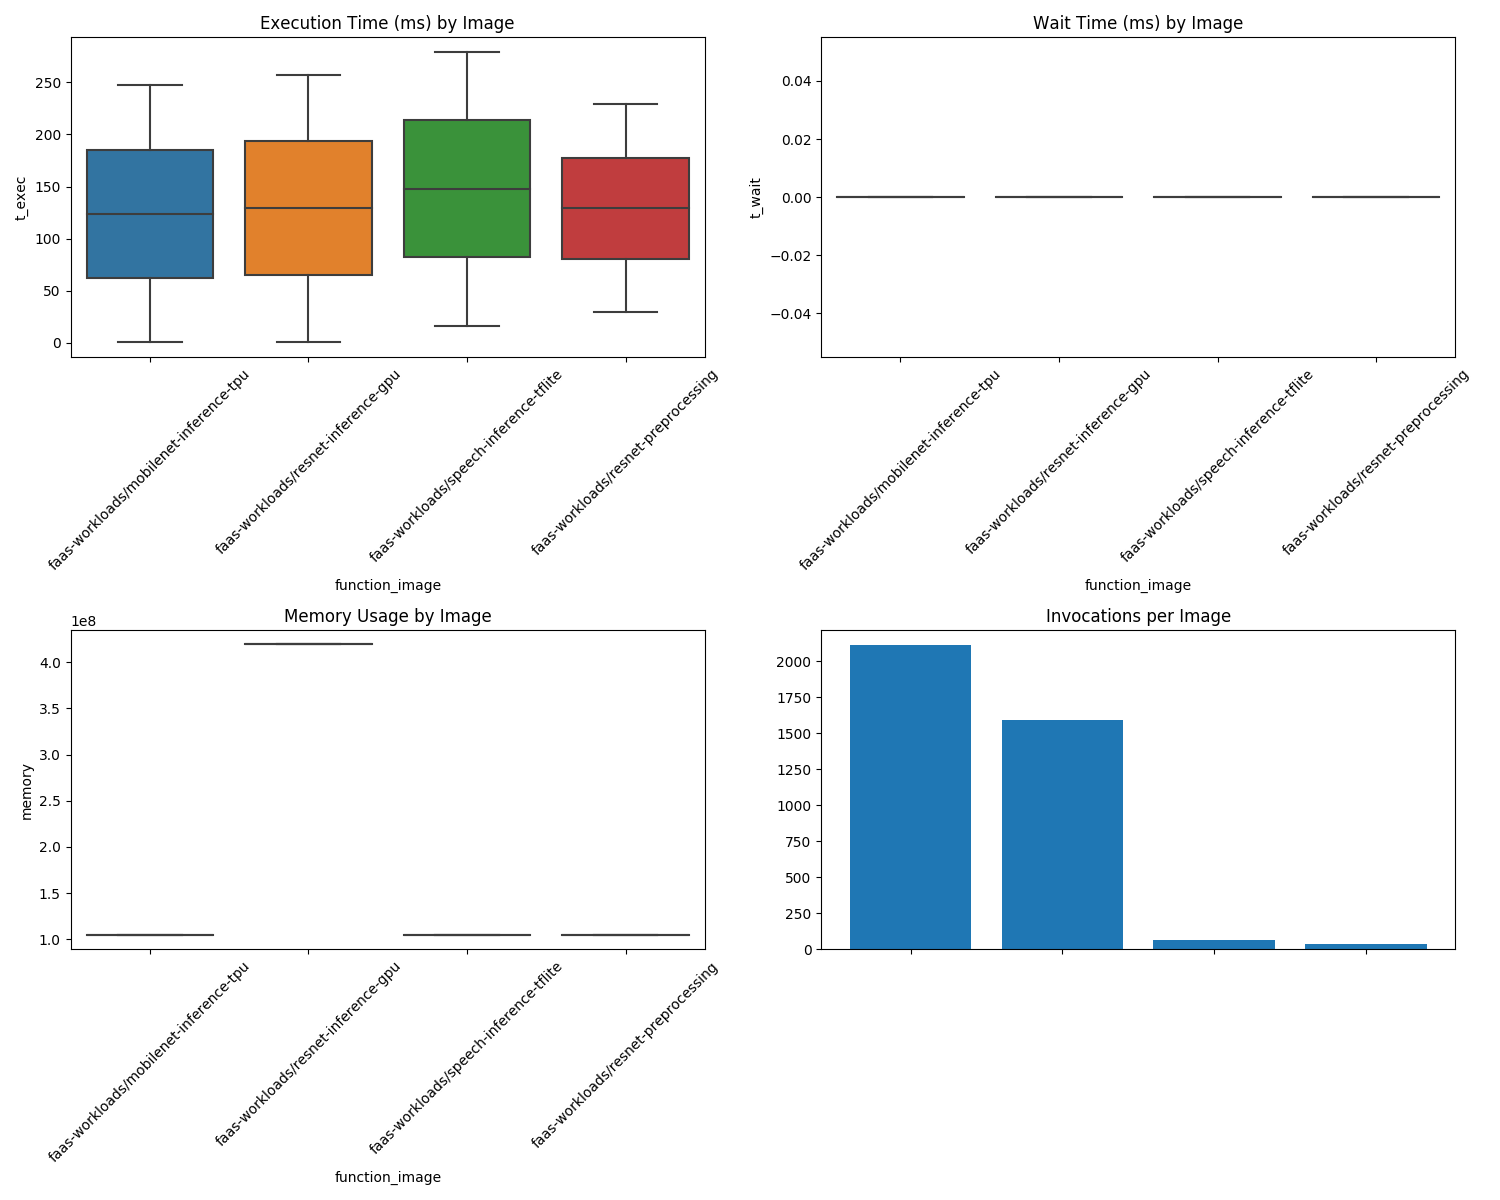 Execution Time (ms) by Image
t_exec
250
200
150
100
50
0
faas-workloads/mobilenet-inference-tpu
faas-workloads/resnet-inference-gpu
faas-workloads/speech-inference-tflite
faas-workloads/resnet-preprocessing
function_image
Wait Time (ms) by Image
t_wait
0.04
0.02
0.00
−0.02
−0.04
faas-workloads/mobilenet-inference-tpu
faas-workloads/resnet-inference-gpu
faas-workloads/speech-inference-tflite
faas-workloads/resnet-preprocessing
function_image
Memory Usage by Image
1e8
memory
4.0
3.5
3.0
2.5
2.0
1.5
1.0
faas-workloads/mobilenet-inference-tpu
faas-workloads/resnet-inference-gpu
faas-workloads/speech-inference-tflite
faas-workloads/resnet-preprocessing
function_image
Invocations per Image
2000
1750
1500
1250
1000
750
500
250
0